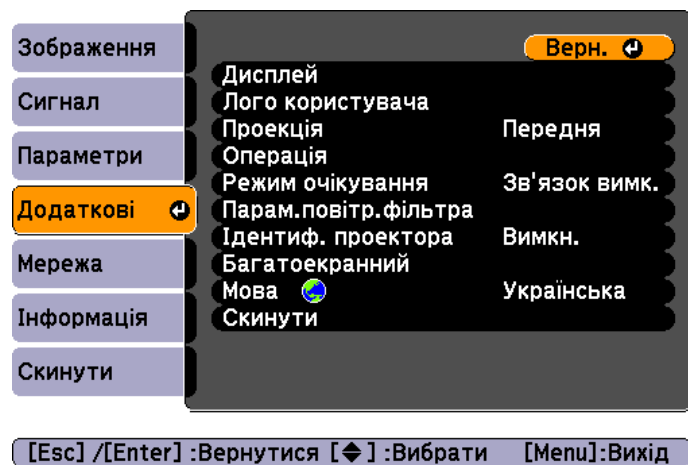 Зображення
Сигнал
Параметри
Додаткові
Мережа
Інформація
Скинути
Верн.
Дисплей
Лого користувача
Проекція Передня
Операція
Режим очікування Зв'язок вимк.
Парам.повітр.фільтра
Ідентиф. проектора Вимкн.
Багатоекранний
Мова Українська
Скинути
[Esc] /[Enter] :Вернутися [◆] :Вибрати [Menu]:Вихід